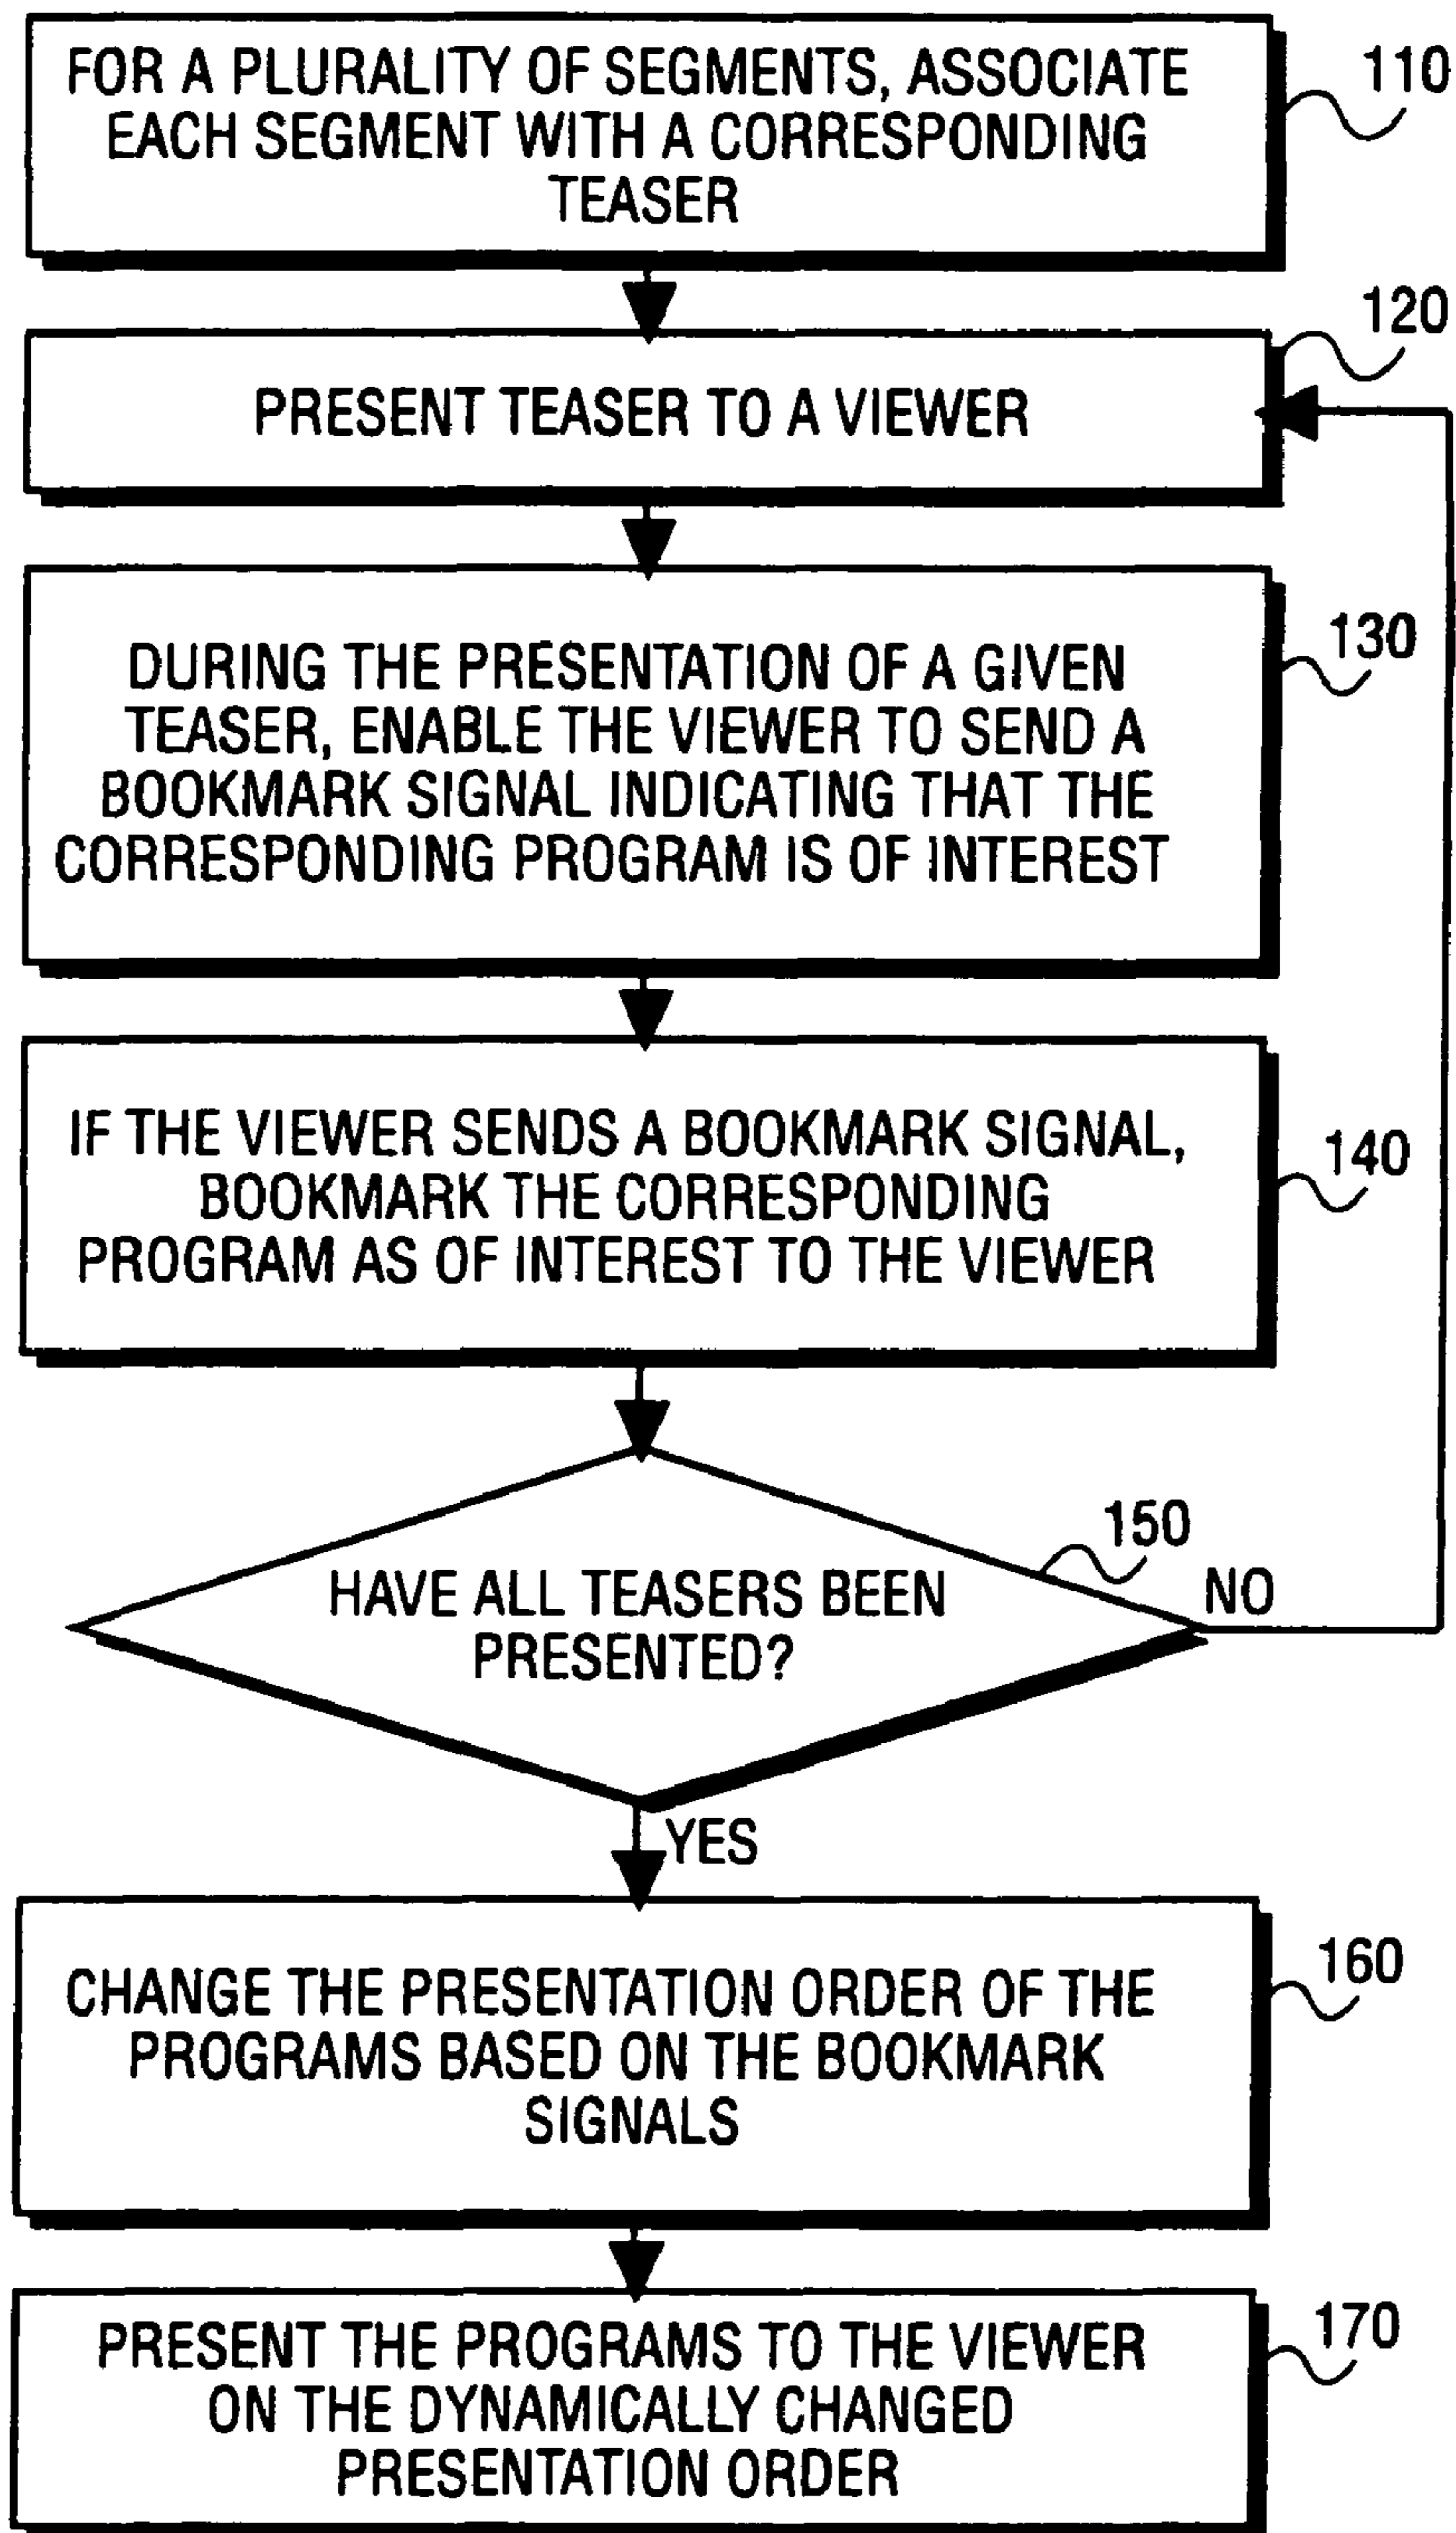 FOR A PLURALITY OF SEGMENTS, ASSOCIATE
EACH SEGMENT WITH A CORRESPONDING
TEASER
110
120
PRESENT TEASER TO A VIEWER
DURING THE PRESENTATION OF A GIVEN
TEASER, ENABLE THE VIEWER TO SEND A
BOOKMARK SIGNAL INDICATING THAT THE
CORRESPONDING PROGRAM IS OF INTEREST
130
IF THE VIEWER SENDS A BOOKMARK SIGNAL,
BOOKMARK THE CORRESPONDING
PROGRAM AS OF INTEREST TO THE VIEWER
140
150
HAVE ALL TEASERS BEEN
PRESENTED?
NO
YES
CHANGE THE PRESENTATION ORDER OF THE
PROGRAMS BASED ON THE BOOKMARK
SIGNALS
160
PRESENT THE PROGRAMS TO THE VIEWER
ON THE DYNAMICALLY CHANGED
PRESENTATION ORDER
170